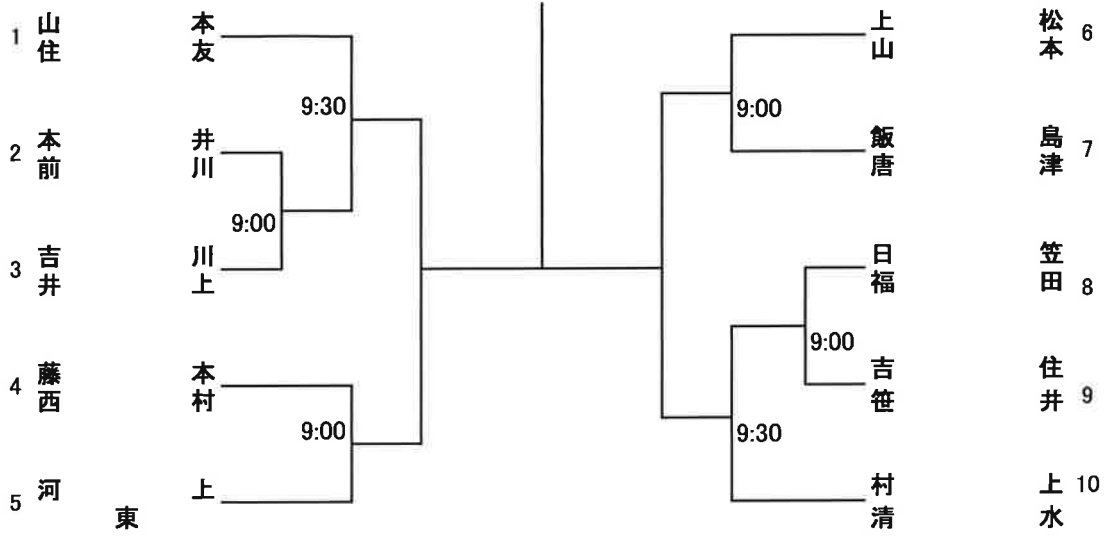 1 山 本
住 友
9:30
2 本 井
前 川
9:00
3 吉 川
井 上
4 藤 本
西 村
9:00
5 河 上
東
上 松 6
山 本
9:00
飯 島 7
唐 津
日 笠
福 田 8
9:00
吉 住
笹 井 9
9:30
村 上 10
清 水